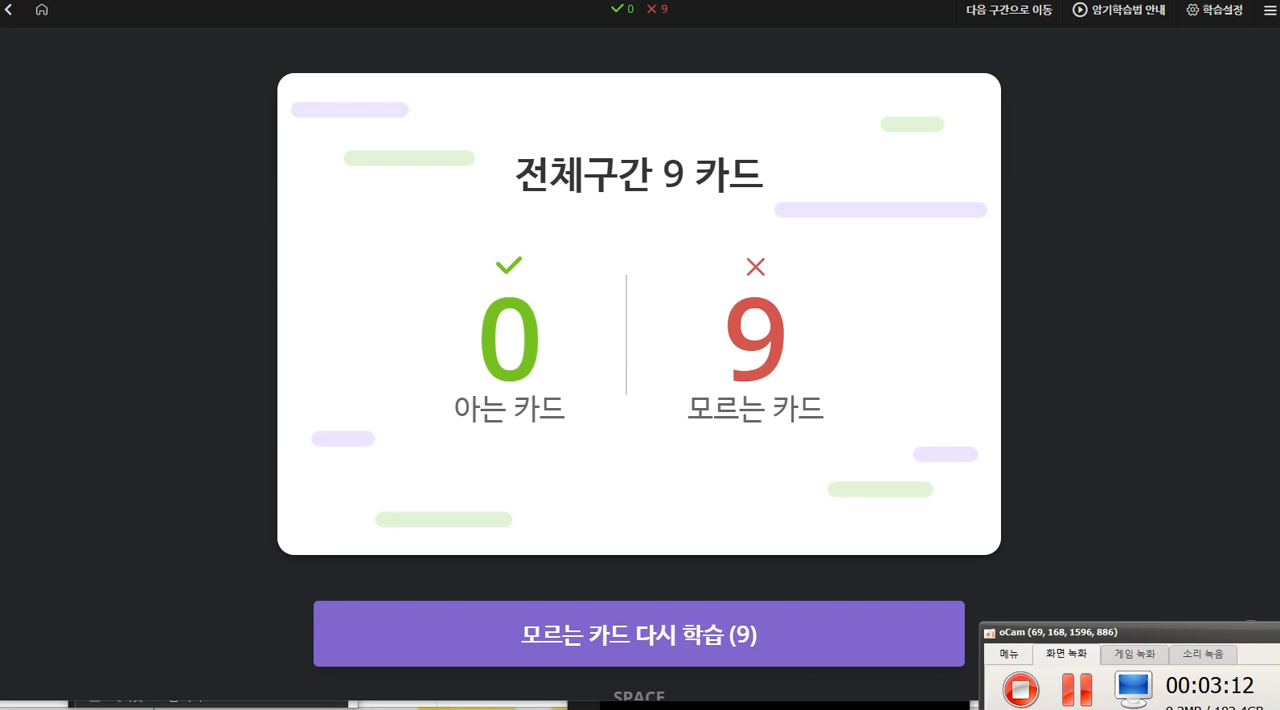 0 9
다음 구간으로 이동 암기학습법 안내 학습설정
전체구간 9 카드
0 9
아는 카드 모르는 카드
모르는 카드 다시 학습 (9)
SPACE
oCam (69, 168, 1596, 886)
메뉴 화면 녹화 게임 녹화 소리 녹음
00:03:12